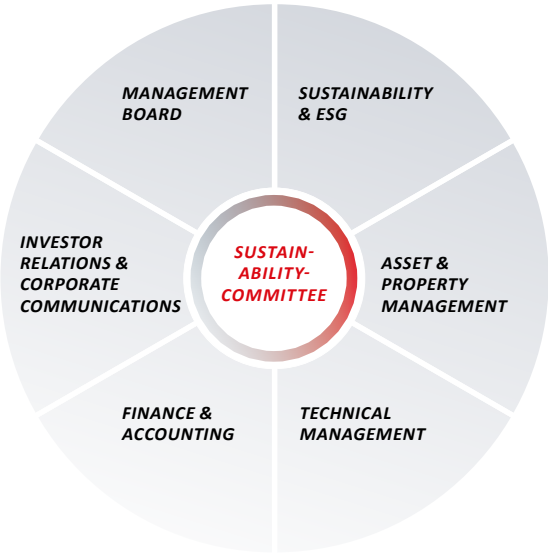 MANAGEMENT
BOARD
SUSTAINABILITY
& ESG
INVESTOR
RELATIONS &
CORPORATE
COMMUNICATIONS
SUSTAIN-
ABILITY-
COMMITTEE
ASSET &
PROPERTY
MANAGEMENT
FINANCE &
ACCOUNTING
TECHNICAL
MANAGEMENT